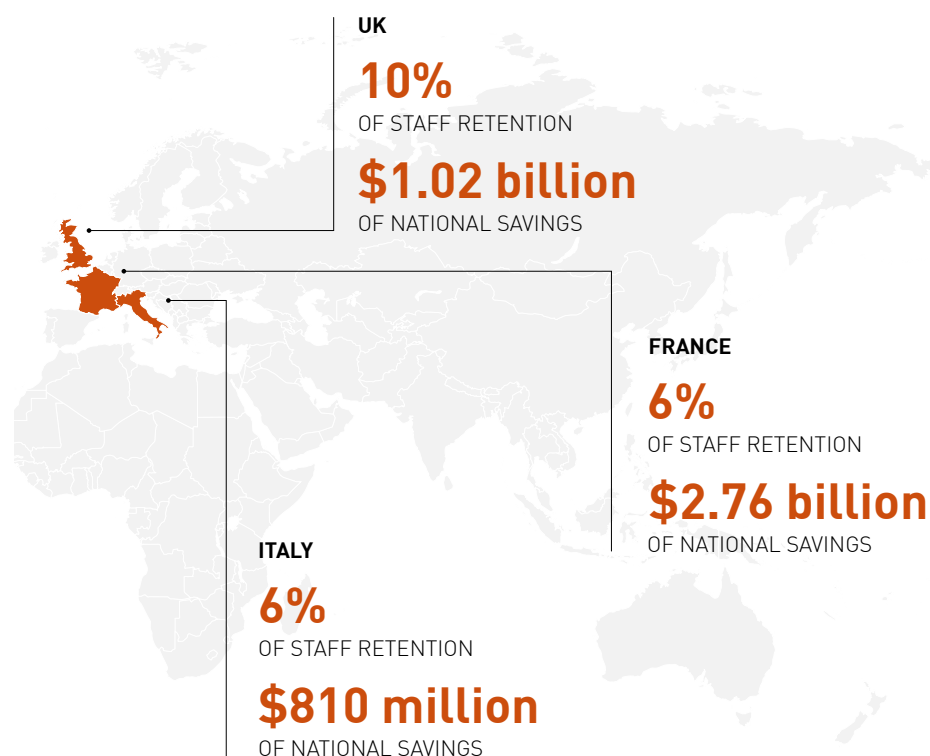 UK
10%
OF STAFF RETENTION
$1.02 billion
OF NATIONAL SAVINGS
FRANCE
6%
OF STAFF RETENTION
$2.76 billion
OF NATIONAL SAVINGS
ITALY
6%
OF STAFF RETENTION
$810 million
OF NATIONAL SAVINGS